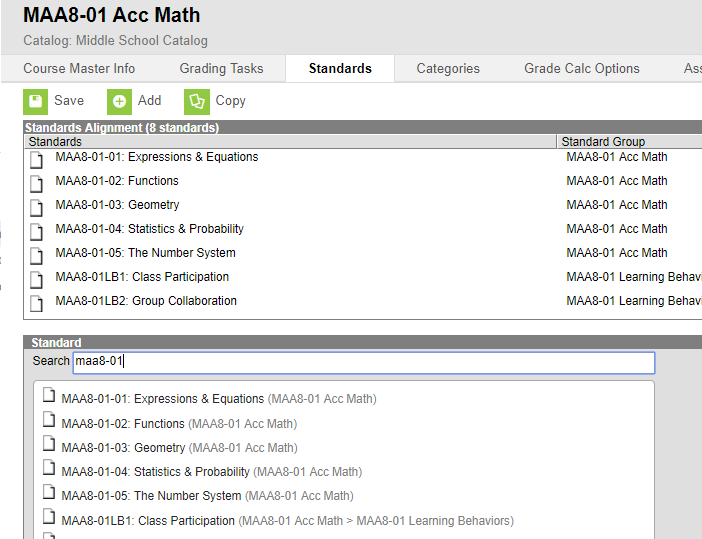 MAA8-01 Acc Math
Catalog: Middle School Catalog
Course Master Info Grading Tasks Standards Categories Grade Calc Options Ass
Save Add Copy
Standards Alignment (8 standards)
Standards Standard Group
MAA8-01-01: Expressions & Equations MAA8-01 Acc Math
MAA8-01-02: Functions MAA8-01 Acc Math
MAA8-01-03: Geometry MAA8-01 Acc Math
MAA8-01-04: Statistics & Probability MAA8-01 Acc Math
MAA8-01-05: The Number System MAA8-01 Acc Math
MAA8-01LB1: Class Participation MAA8-01 Learning Behavi
MAA8-01LB2: Group Collaboration MAA8-01 Learning Behavi
Standard
Search maa8-01
MAA8-01-01: Expressions & Equations (MAA8-01 Acc Math)
MAA8-01-02: Functions (MAA8-01 Acc Math)
MAA8-01-03: Geometry (MAA8-01 Acc Math)
MAA8-01-04: Statistics & Probability (MAA8-01 Acc Math)
MAA8-01-05: The Number System (MAA8-01 Acc Math)
MAA8-01LB1: Class Participation (MAA8-01 Acc Math > MAA8-01 Learning Behaviors)